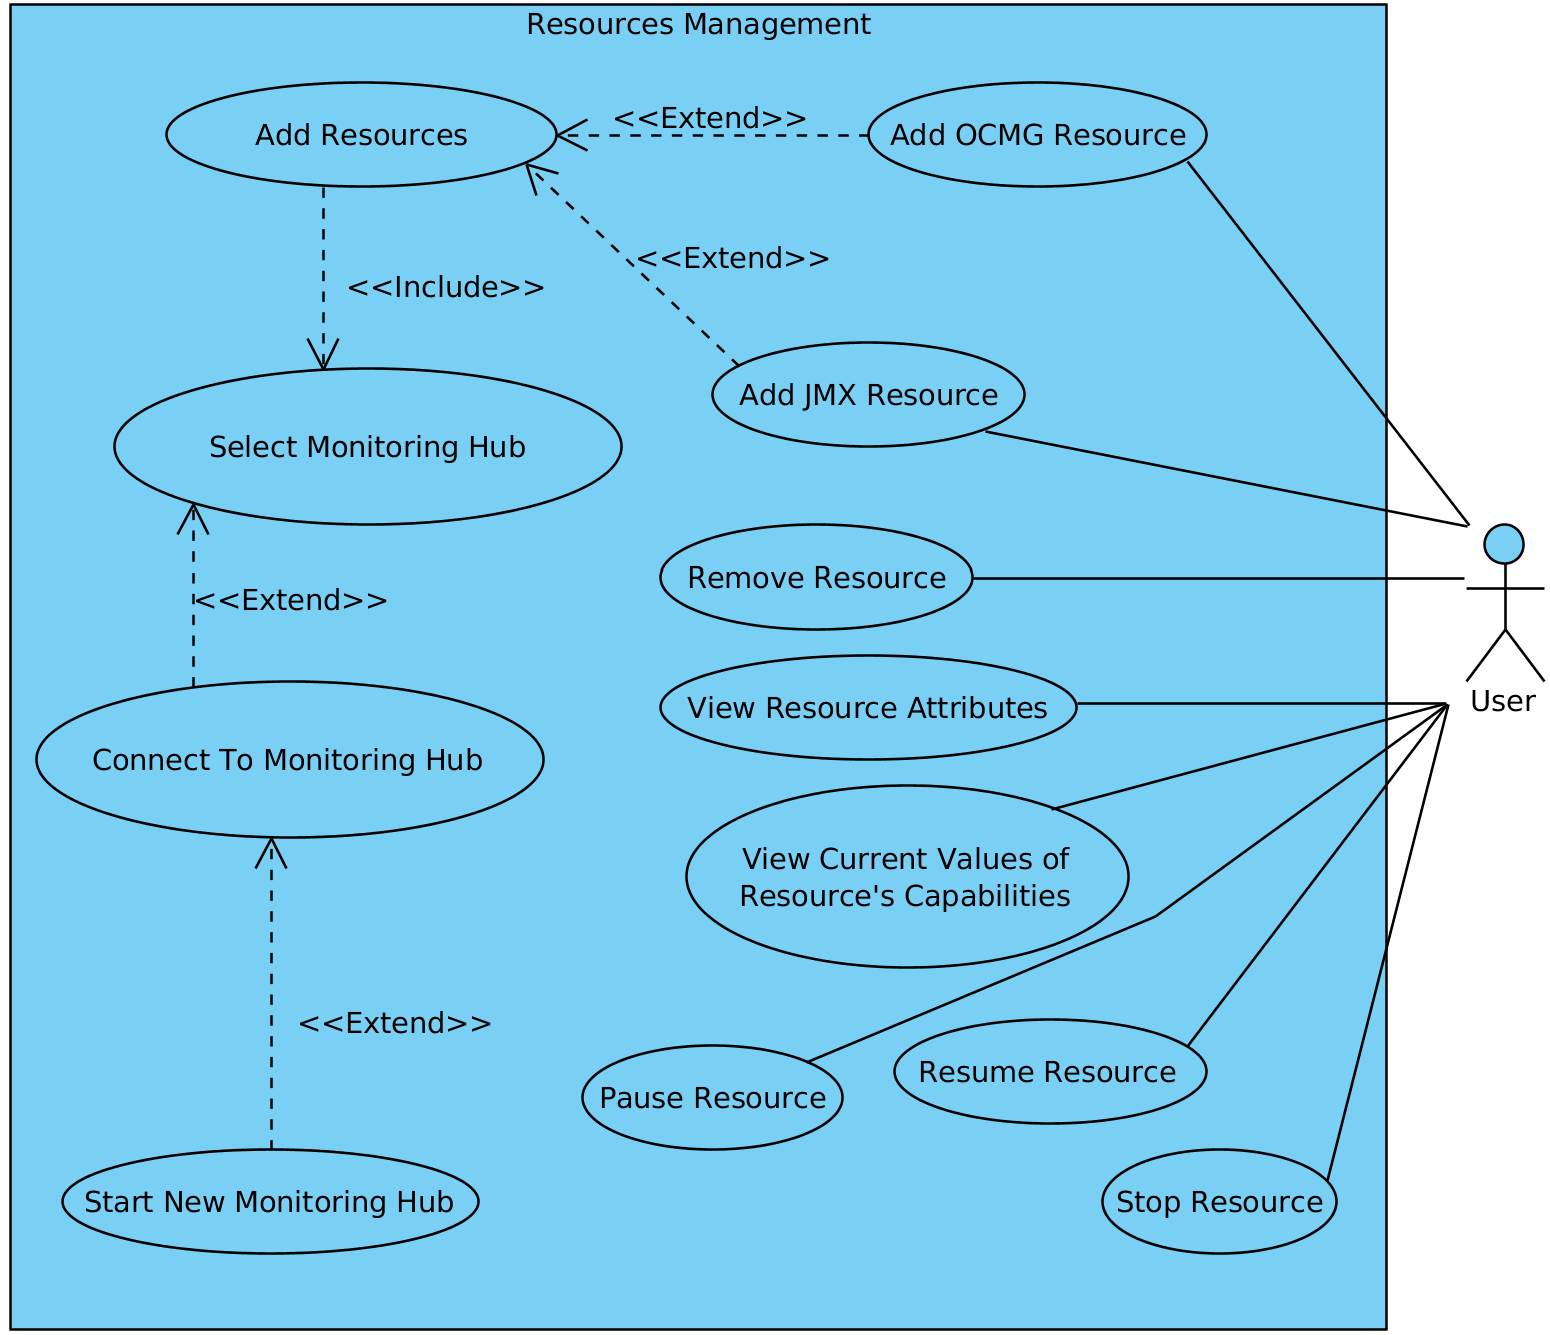 Resources Management
Add Resources
<<Extend>>
Add OCMG Resource
<<Extend>>
<<Include>>
Add JMX Resource
Select Monitoring Hub
Remove Resource
<<Extend>>
User
View Resource Attributes
Connect To Monitoring Hub
View Current Values of
Resource's Capabilities
<<Extend>>
Resume Resource
Pause Resource
Start New Monitoring Hub
Stop Resource